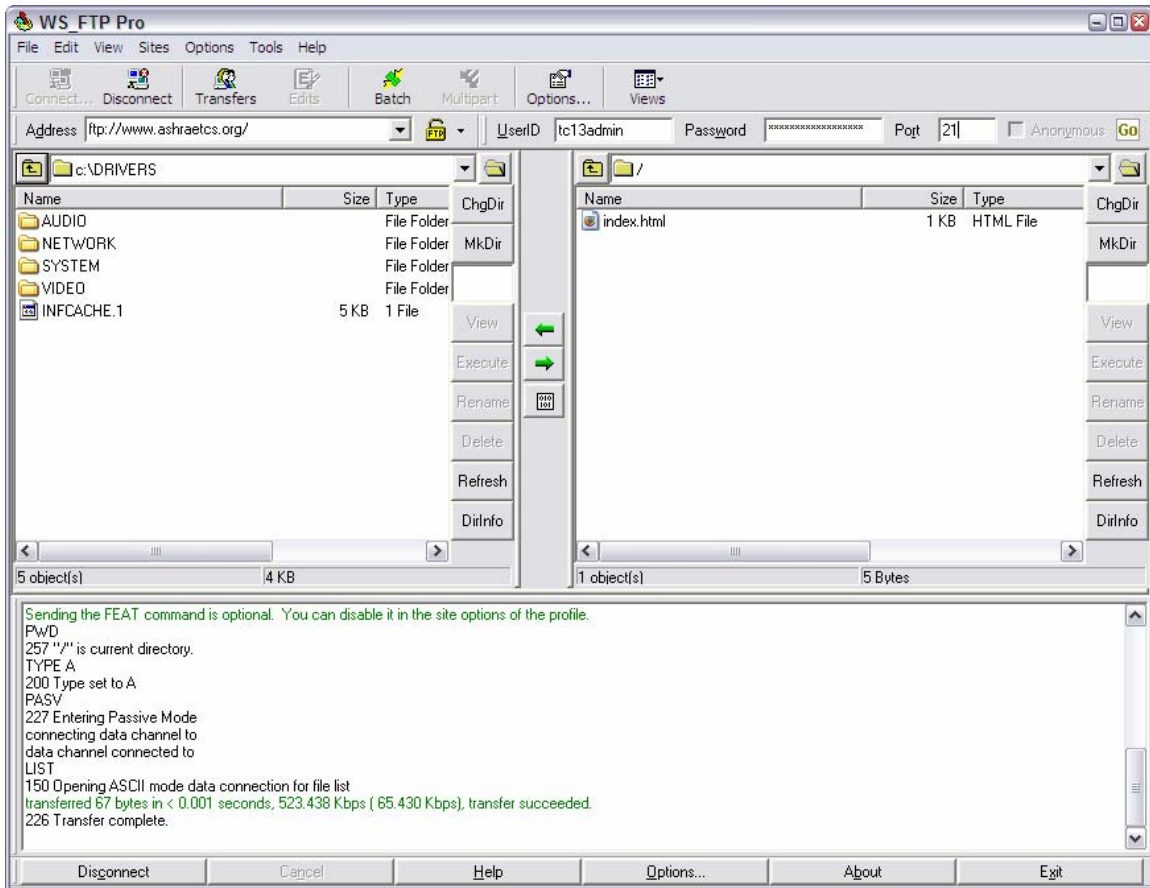 WS_FTP Pro
File Edit View Sites Options Tools Help
Connect... Disconnect Transfers Edits Batch Multipart Options... Views
Address ftp://www.ashraetcs.org/ FTP UserID tc13admin Password xxxxxxxxxxxxxxxxxx Port 21 Anonymous Go
c:\DRIVERS
Name Size Type
AUDIO File Folder
NETWORK File Folder
SYSTEM File Folder
VIDEO File Folder
INFCACHE.1 5 KB 1 File
ChgDir
MkDir
View
Execute
Rename
Delete
Refresh
DirInfo
5 object(s) 4 KB
/
Name Size Type
index.html 1 KB HTML File
ChgDir
MkDir
View
Execute
Rename
Delete
Refresh
DirInfo
1 object(s) 5 Bytes
Sending the FEAT command is optional. You can disable it in the site options of the profile.
PWD
257 "/" is current directory.
TYPE A
200 Type set to A
PASV
227 Entering Passive Mode
connecting data channel to
data channel connected to
LIST
150 Opening ASCII mode data connection for file list
transferred 67 bytes in < 0.001 seconds, 523.438 Kbps ( 65.430 Kbps), transfer succeeded.
226 Transfer complete.
Disconnect Cancel Help Options... About Exit